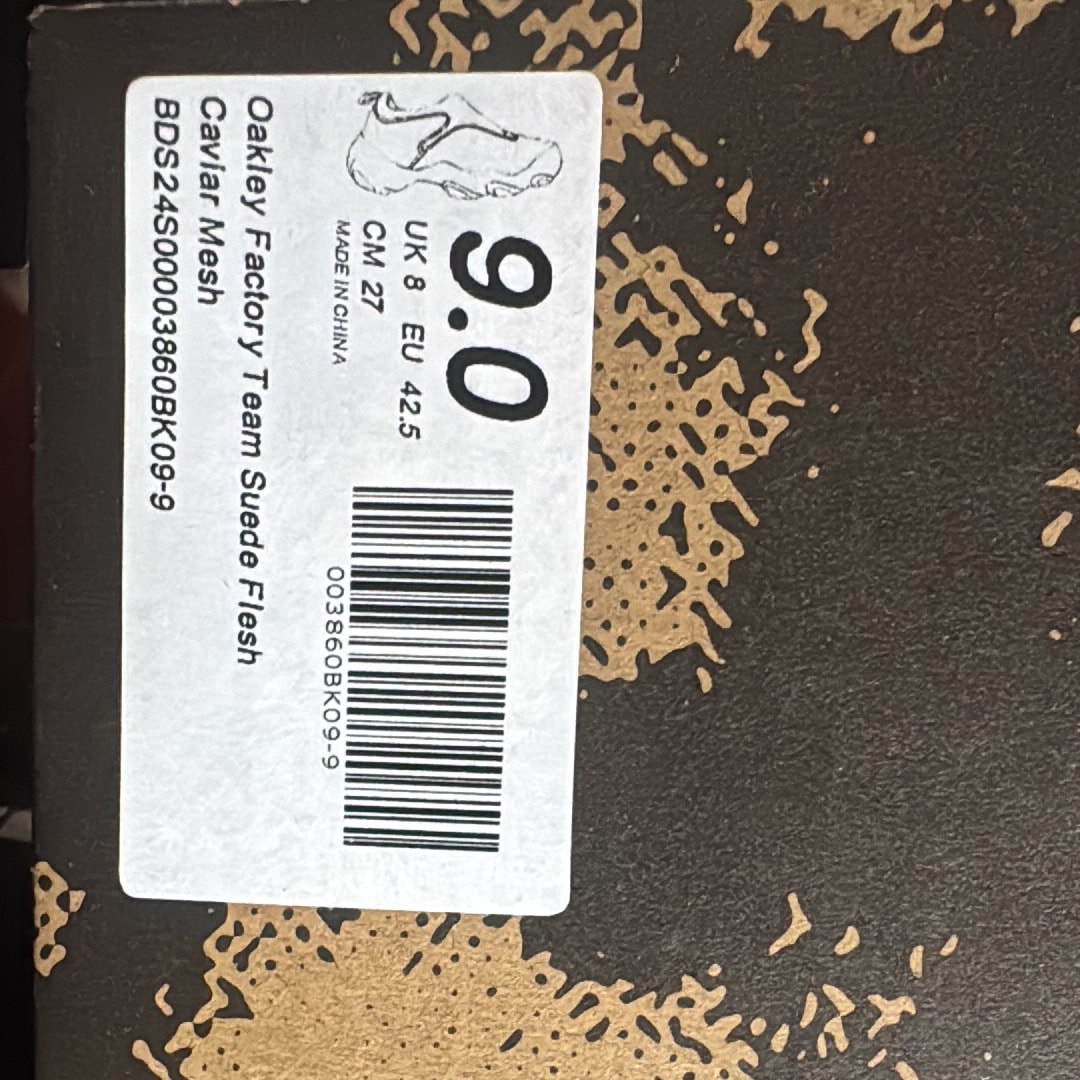 9.0
UK 8 EU 42.5
CM 27
MADE IN CHINA
003860BK09-9
Oakley Factory Team Suede Flesh
Caviar Mesh
BDS24S00003860BK09-9